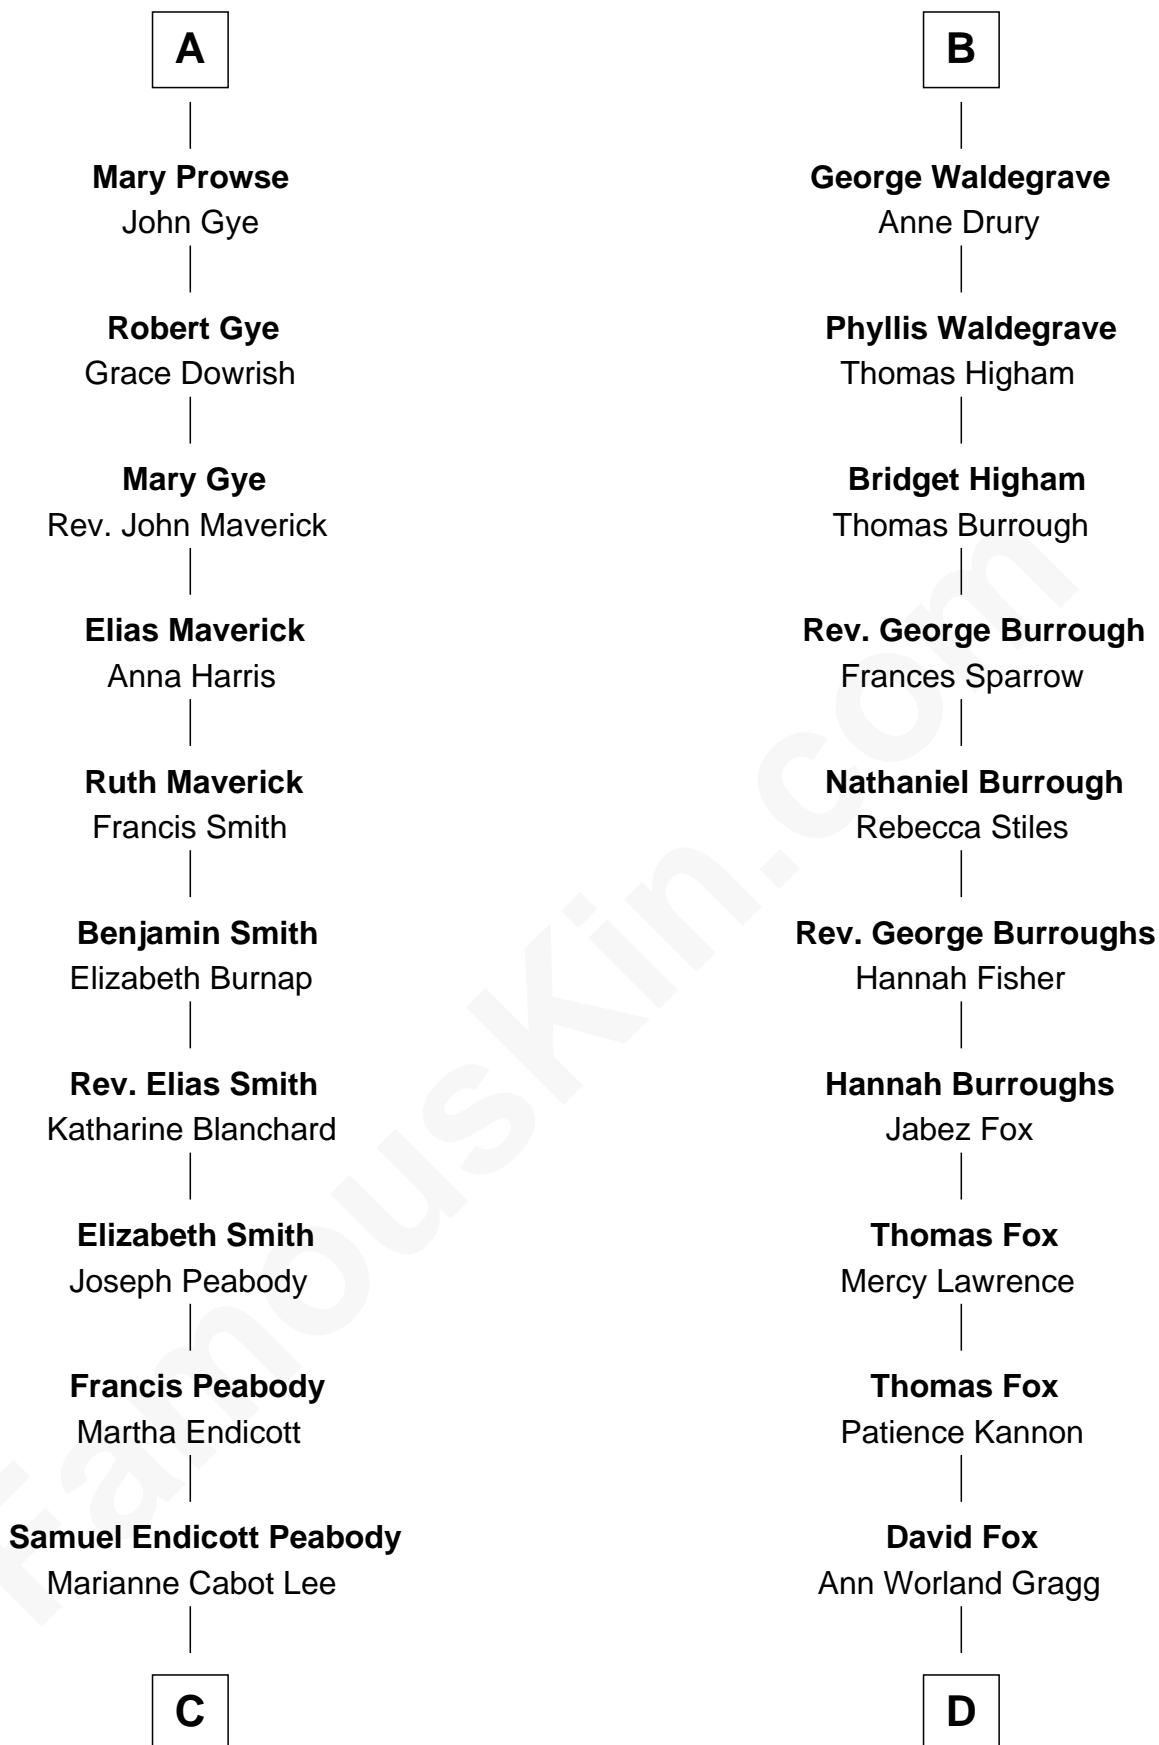 A
Mary Prowse
John Gye
Robert Gye
Grace Dowrish
Mary Gye
Rev. John Maverick
Elias Maverick
Anna Harris
Ruth Maverick
Francis Smith
Benjamin Smith
Elizabeth Burnap
Rev. Elias Smith
Katharine Blanchard
Elizabeth Smith
Joseph Peabody
Francis Peabody
Martha Endicott
Samuel Endicott Peabody
Marianne Cabot Lee
C
B
George Waldegrave
Anne Drury
Phyllis Waldegrave
Thomas Higham
Bridget Higham
Thomas Burrough
Rev. George Burrough
Frances Sparrow
Nathaniel Burrough
Rebecca Stiles
Rev. George Burroughs
Hannah Fisher
Hannah Burroughs
Jabez Fox
Thomas Fox
Mercy Lawrence
Thomas Fox
Patience Kannon
David Fox
Ann Worland Gragg
D
FamousKin.com